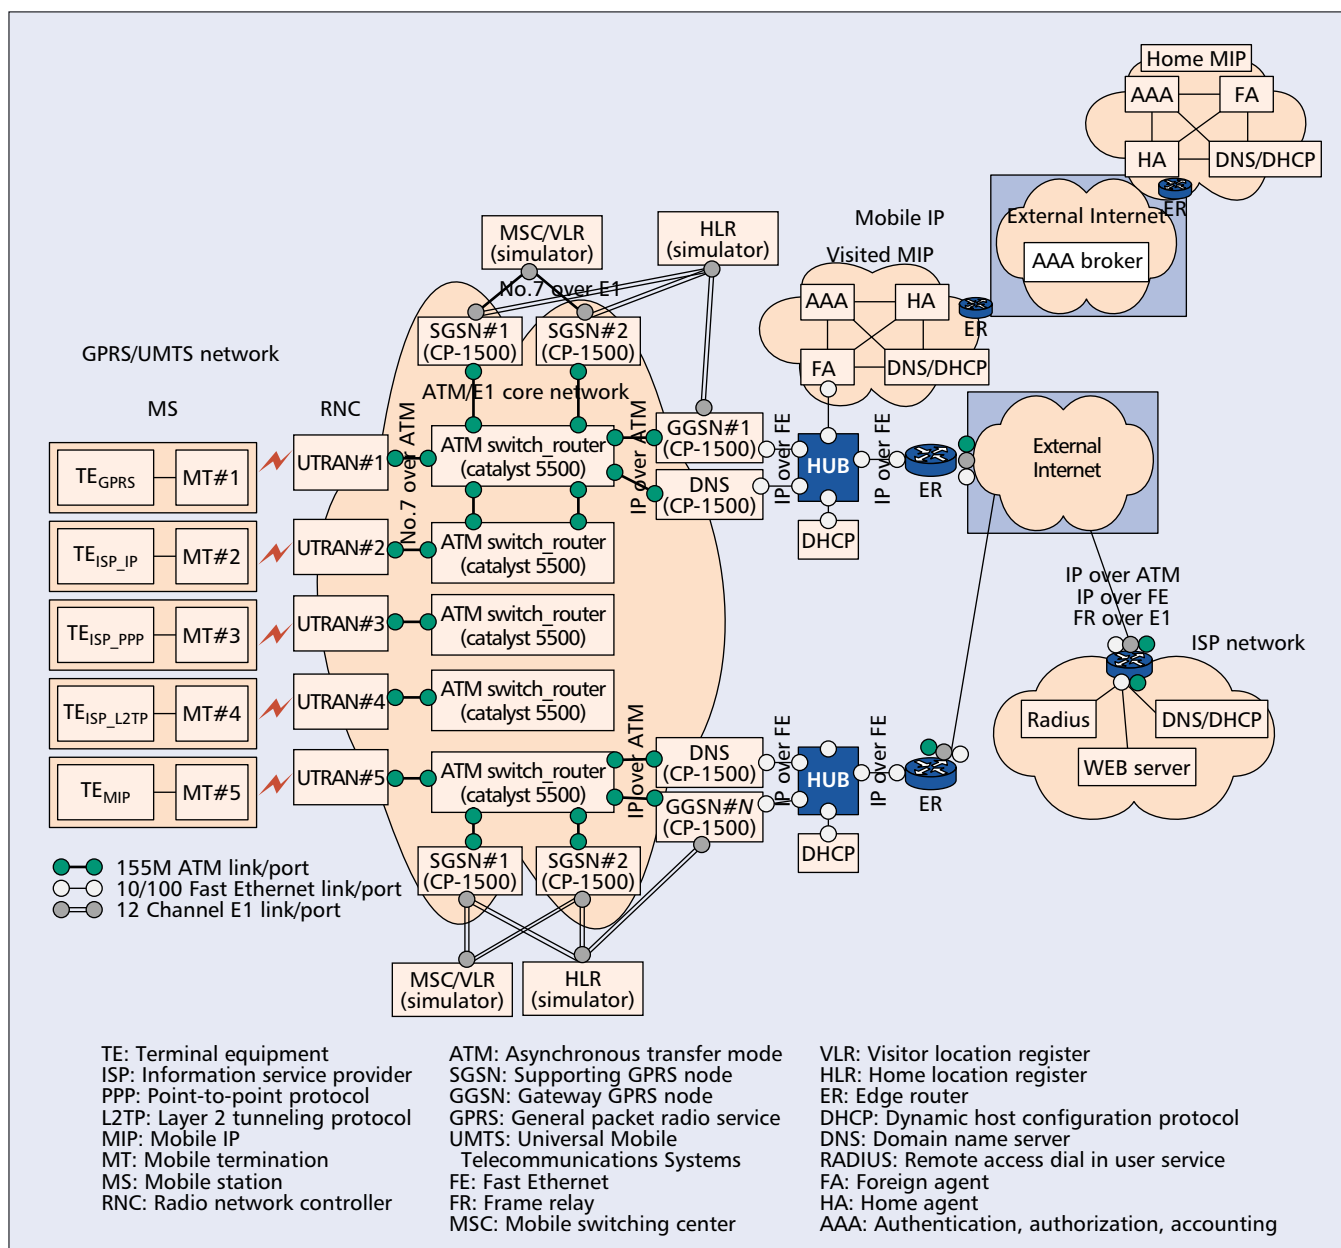 Home MIP
AAA
FA
HA
DNS/DHCP
ER
External Internet
AAA broker
Mobile IP
Visited MIP
AAA
HA
FA
DNS/DHCP
ER
MSC/VLR
(simulator)
HLR
(simulator)
No.7 over E1
SGSN#1
(CP-1500)
SGSN#2
(CP-1500)
GPRS/UMTS network
ATM/E1 core network
MS
RNC
No.7 over ATM
IP over ATM
IP over FE
IP over FE
TE GPRS
MT#1
UTRAN#1
ATM switch_router
(catalyst 5500)
GGSN#1
(CP-1500)
DNS
(CP-1500)
HUB
DHCP
ER
External
Internet
TE ISP_IP
MT#2
UTRAN#2
ATM switch_router
(catalyst 5500)
TE ISP_PPP
MT#3
UTRAN#3
ATM switch_router
(catalyst 5500)
TE ISP_L2TP
MT#4
UTRAN#4
ATM switch_router
(catalyst 5500)
TE MIP
MT#5
UTRAN#5
ATM switch_router
(catalyst 5500)
IP over ATM
IP over FE
IP over FE
DNS
(CP-1500)
GGSN#N
(CP-1500)
HUB
DHCP
ER
IP over ATM
IP over FE
FR over E1
ISP network
Radius
DNS/DHCP
WEB server
SGSN#1
(CP-1500)
SGSN#2
(CP-1500)
MSC/VLR
(simulator)
HLR
(simulator)
155M ATM link/port
10/100 Fast Ethernet link/port
12 Channel E1 link/port
TE: Terminal equipment
ISP: Information service provider
PPP: Point-to-point protocol
L2TP: Layer 2 tunneling protocol
MIP: Mobile IP
MT: Mobile termination
MS: Mobile station
RNC: Radio network controller
ATM: Asynchronous transfer mode
SGSN: Supporting GPRS node
GGSN: Gateway GPRS node
GPRS: General packet radio service
UMTS: Universal Mobile
Telecommunications Systems
FE: Fast Ethernet
FR: Frame relay
MSC: Mobile switching center
VLR: Visitor location register
HLR: Home location register
ER: Edge router
DHCP: Dynamic host configuration protocol
DNS: Domain name server
RADIUS: Remote access dial in user service
FA: Foreign agent
HA: Home agent
AAA: Authentication, authorization, accounting